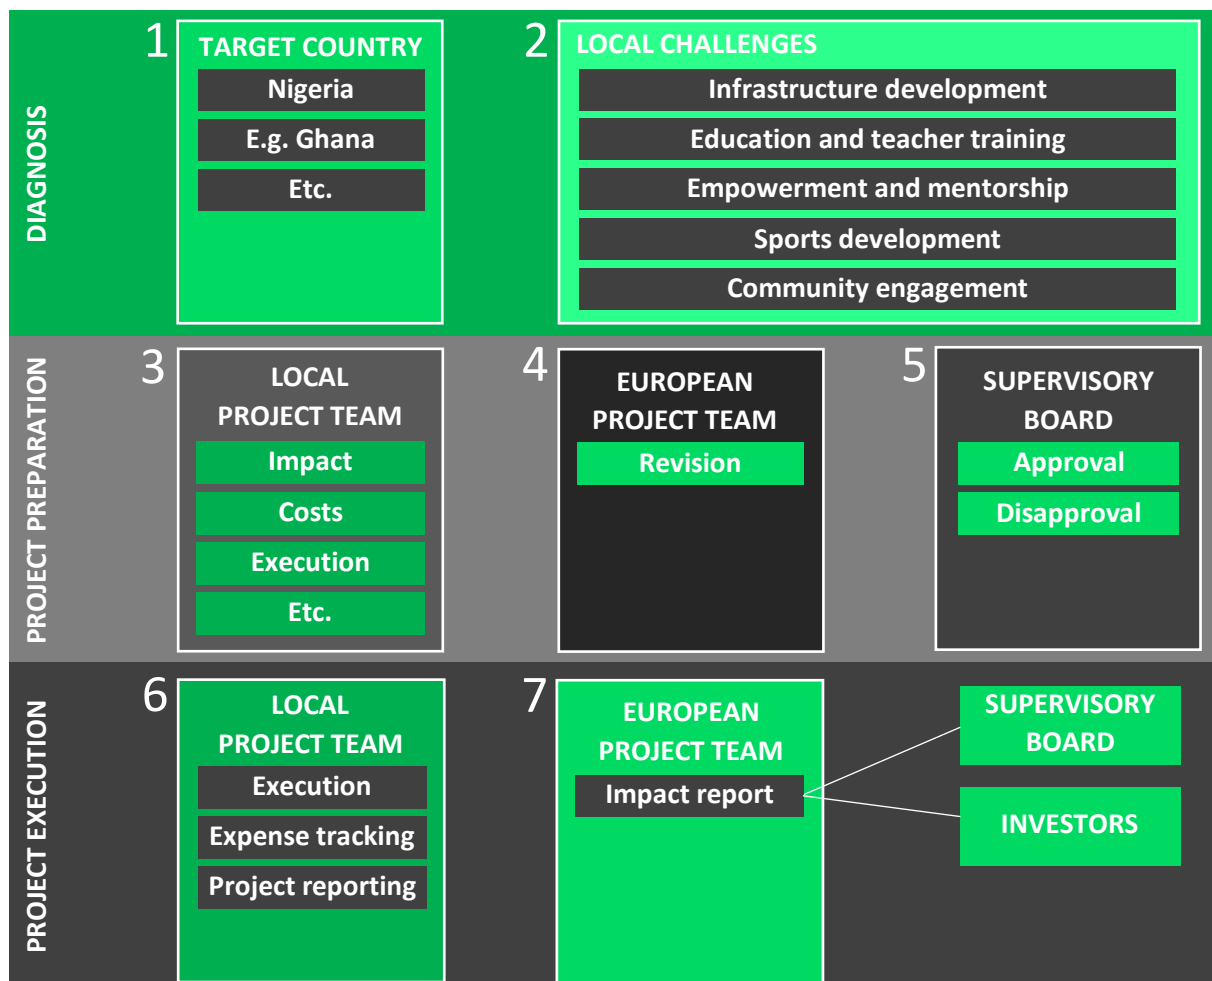 DIAGNOSIS
1
TARGET COUNTRY
Nigeria
E.g. Ghana
Etc.
2
LOCAL CHALLENGES
Infrastructure development
Education and teacher training
Empowerment and mentorship
Sports development
Community engagement
PROJECT PREPARATION
3
LOCAL
PROJECT TEAM
Impact
Costs
Execution
Etc.
4
EUROPEAN
PROJECT TEAM
Revision
5
SUPERVISORY
BOARD
Approval
Disapproval
PROJECT EXECUTION
6
LOCAL
PROJECT TEAM
Execution
Expense tracking
Project reporting
7
EUROPEAN
PROJECT TEAM
Impact report
SUPERVISORY
BOARD
INVESTORS